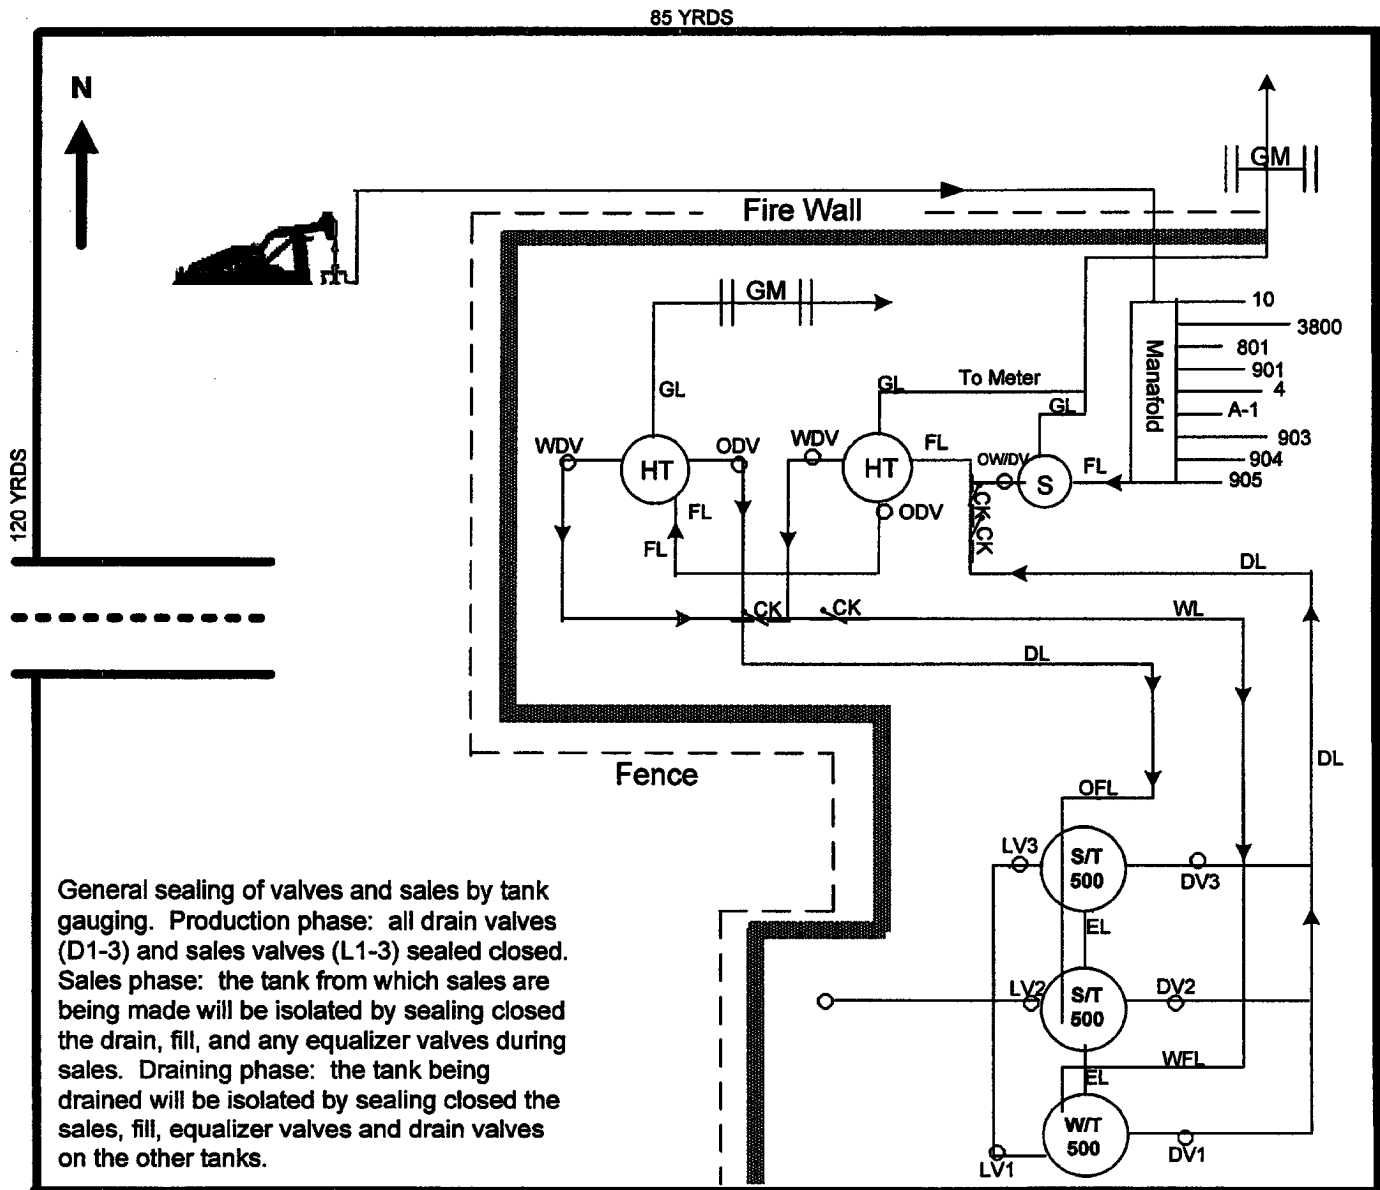 85 YRDS
N
GM
Fire Wall
GM
10
3800
801
901
4
A-1
903
904
905
Manafold
To Meter
GL
GL
GL
WDV
ODV
WDV
FL
OW/DV
FL
HT
HT
S
FL
ODV
CK
CK
FL
120 YRDS
DL
CK
CK
WL
DL
DL
Fence
OFL
LV3
S/T
500
DV3
EL
LV2
S/T
500
DV2
WFL
EL
W/T
500
LV1
DV1
General sealing of valves and sales by tank
gauging. Production phase: all drain valves
(D1-3) and sales valves (L1-3) sealed closed.
Sales phase: the tank from which sales are
being made will be isolated by sealing closed
the drain, fill, and any equalizer valves during
sales. Draining phase: the tank being
drained will be isolated by sealing closed the
sales, fill, equalizer valves and drain valves
on the other tanks.